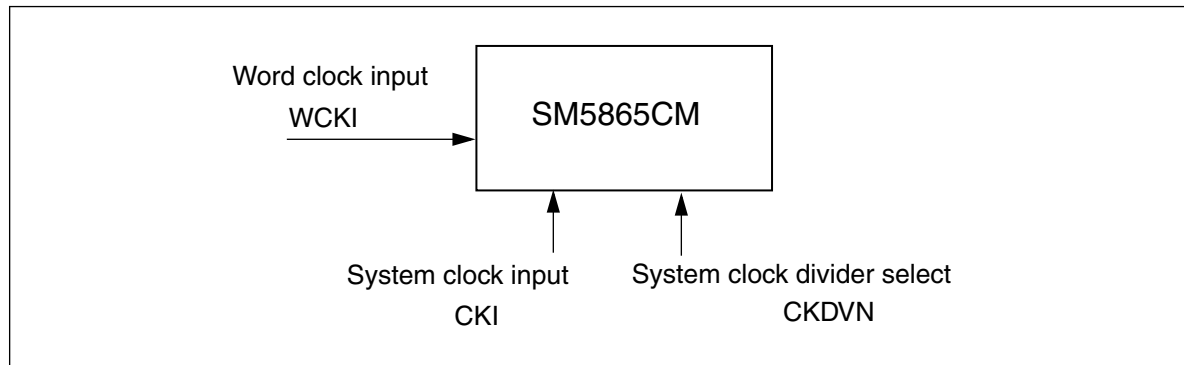 Word clock input
WCKI
SM5865CM
System clock input
CKI
System clock divider select
CKDVN